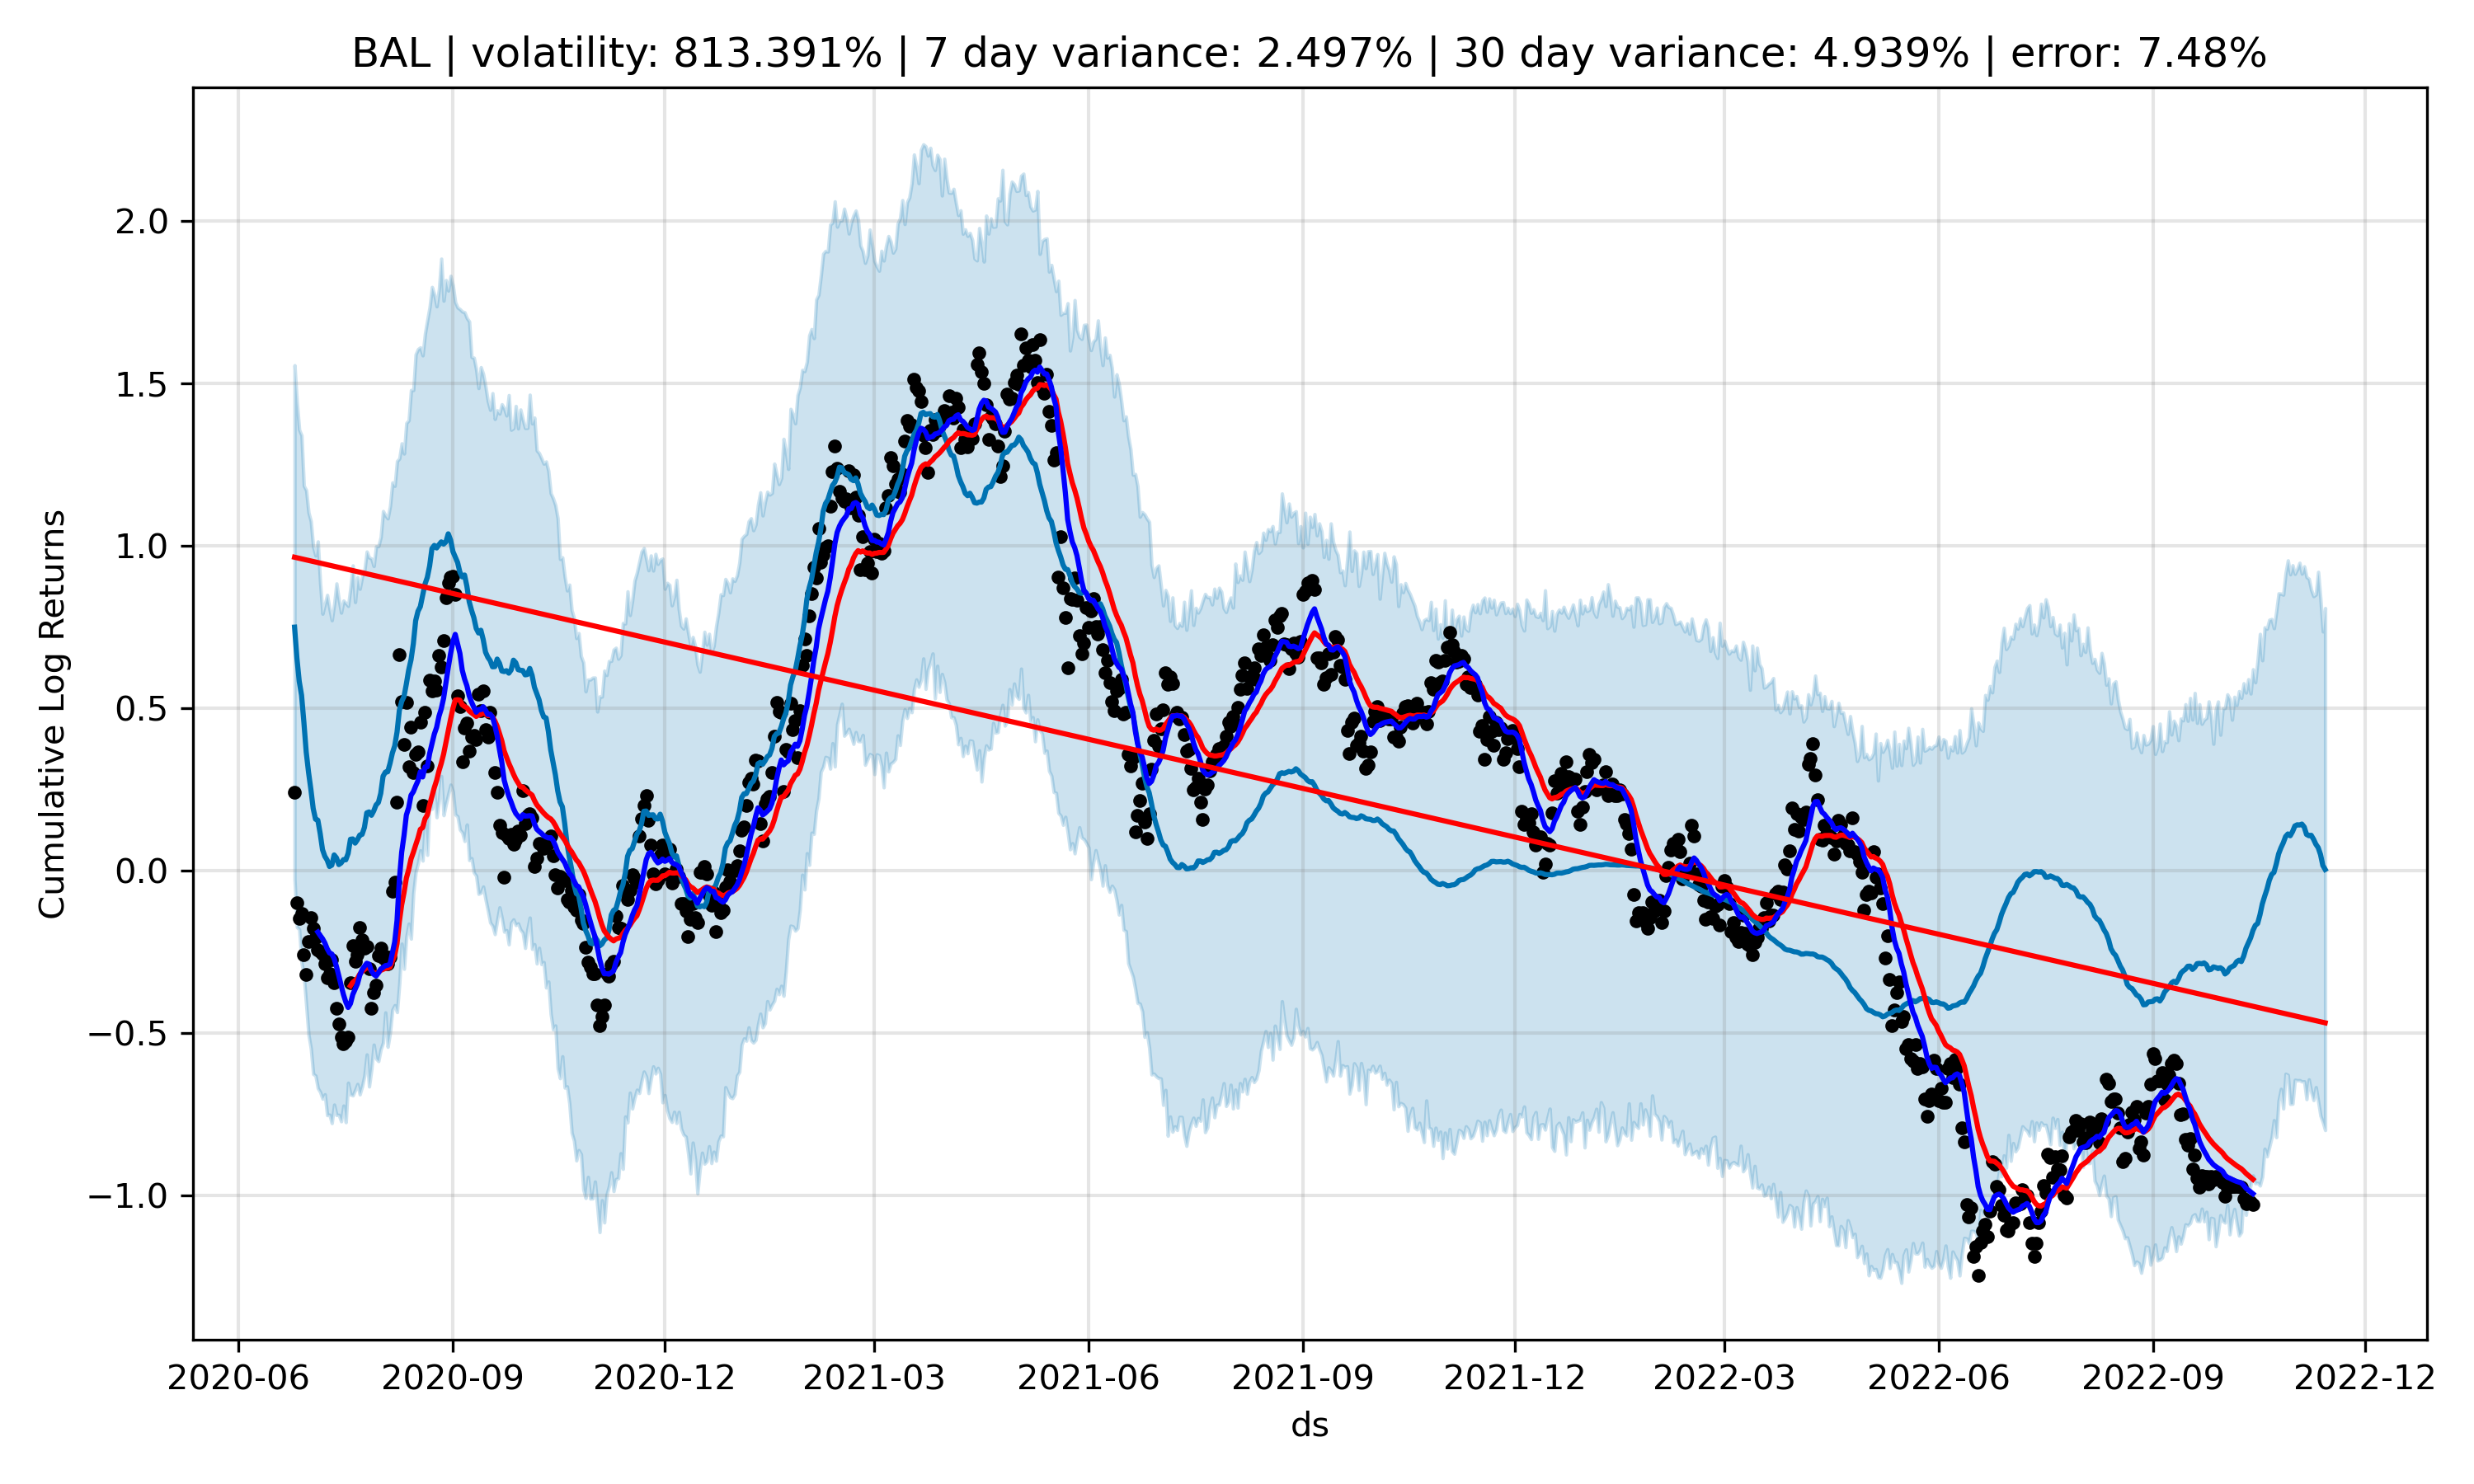 BAL | volatility: 813.391% | 7 day variance: 2.497% | 30 day variance: 4.939% | error: 7.48%
Cumulative Log Returns
2.0
1.5
1.0
0.5
0.0
−0.5
−1.0
2020-06 2020-09 2020-12 2021-03 2021-06 2021-09 2021-12 2022-03 2022-06 2022-09 2022-12
ds